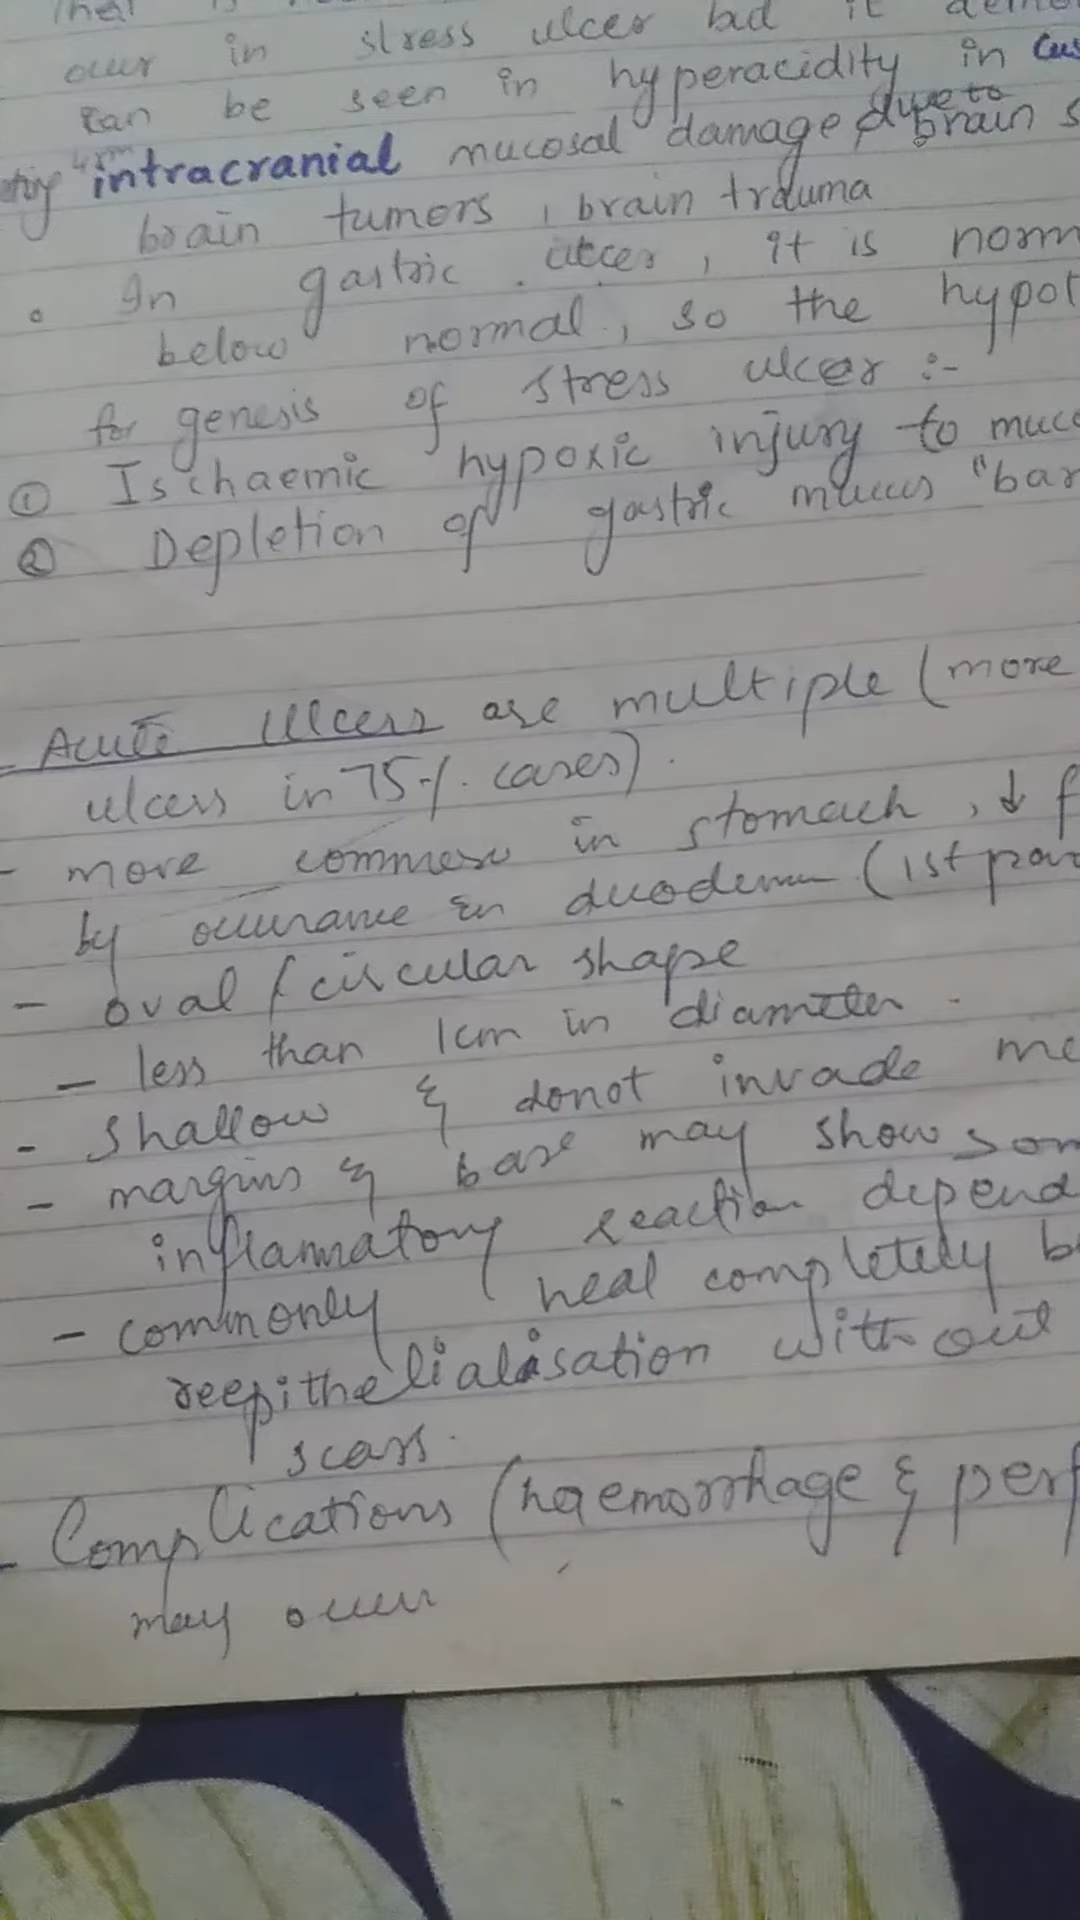 occur in stress ulcer but it
can be seen in hyperacidity in Cus
intracranial mucosal damage due to brain s
brain tumors, brain trauma
• In gastric ulcer, it is norm
below normal, so the hypot
for genesis of stress ulcer :-
① Ischaemic hypoxic injury to muco
② Depletion of gastric mucus "bar
- Acute Ulcers are multiple (more
ulcers in 75% cases).
- more common in stomach, ↓ f
by occurance in duodenum (1st par
- oval / circular shape
- less than 1cm in diameter.
- Shallow & donot invade
- margins & base may show som
inflammatory reaction depend
- commonly heal completely b
reepithelialisation without
scars.
- Complications (haemorrhage & perf
may occur